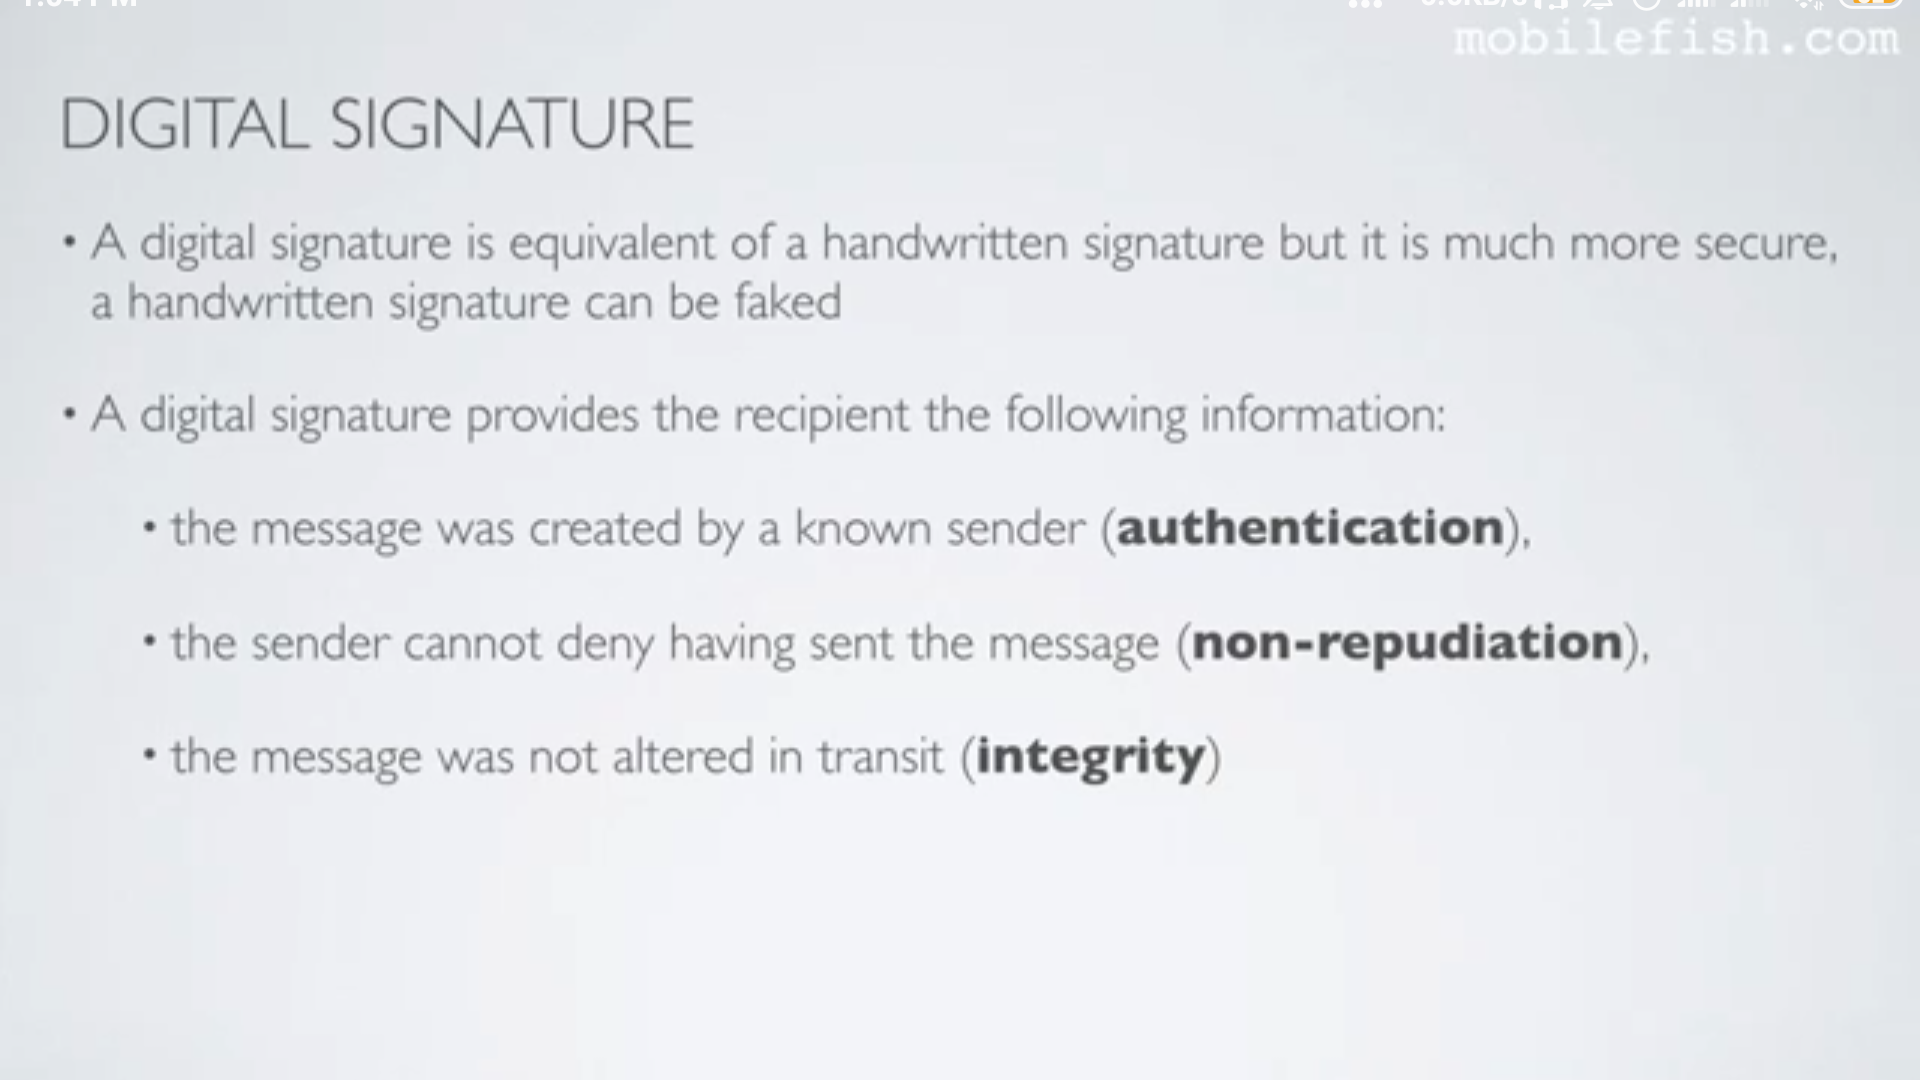 mobilefish.com
DIGITAL SIGNATURE
• A digital signature is equivalent of a handwritten signature but it is much more secure,
a handwritten signature can be faked
• A digital signature provides the recipient the following information:
• the message was created by a known sender (authentication),
• the sender cannot deny having sent the message (non-repudiation),
• the message was not altered in transit (integrity)